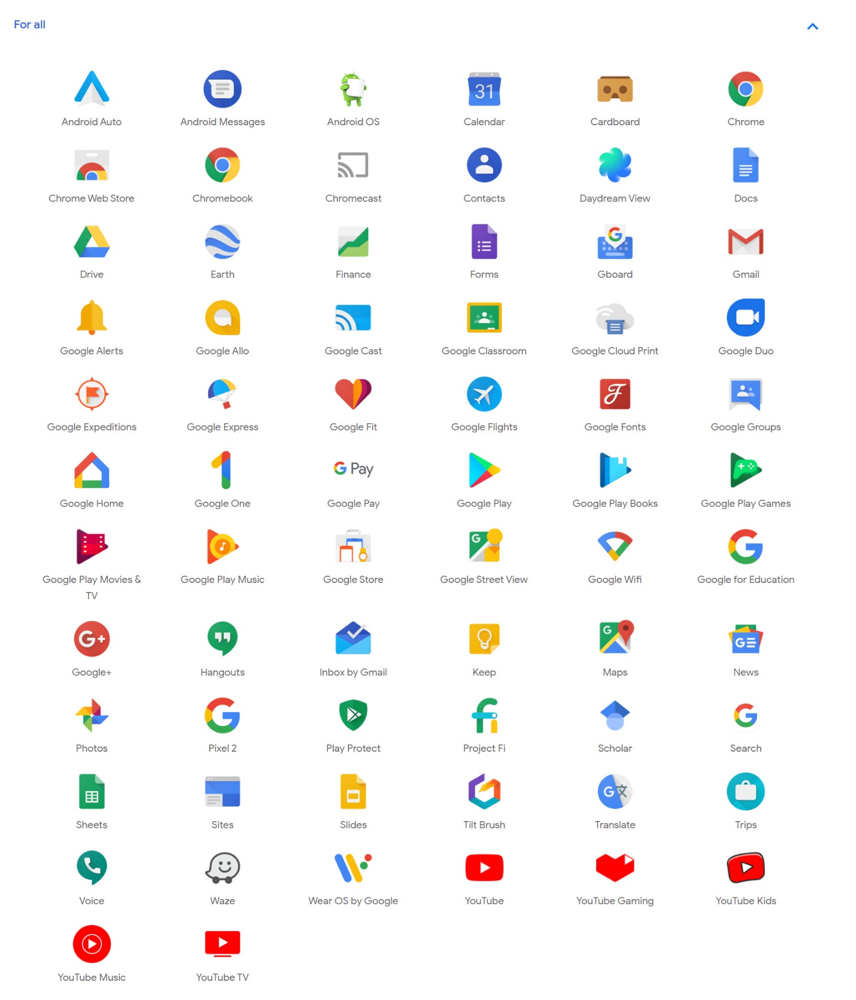 For all
Android Auto
Android Messages
Android OS
31
Calendar
Cardboard
Chrome
Chrome Web Store
Chromebook
Chromecast
Contacts
Daydream View
Docs
Drive
Earth
Finance
Forms
G
Gboard
Gmail
Google Alerts
Google Allo
Google Cast
Google Classroom
Google Cloud Print
Google Duo
Google Expeditions
Google Express
Google Fit
Google Flights
F
Google Fonts
Google Groups
Google Home
1
Google One
G Pay
Google Pay
Google Play
Google Play Books
Google Play Games
Google Play Movies &
TV
Google Play Music
Google Store
G
Google Street View
Google Wifi
G
Google for Education
G+
Google+
Hangouts
Inbox by Gmail
Keep
G
Maps
G
News
Photos
G
Pixel 2
Play Protect
fi
Project Fi
Scholar
G
Search
Sheets
Sites
Slides
Tilt Brush
G文
Translate
Trips
Voice
Waze
Wear OS by Google
YouTube
YouTube Gaming
YouTube Kids
YouTube Music
YouTube TV